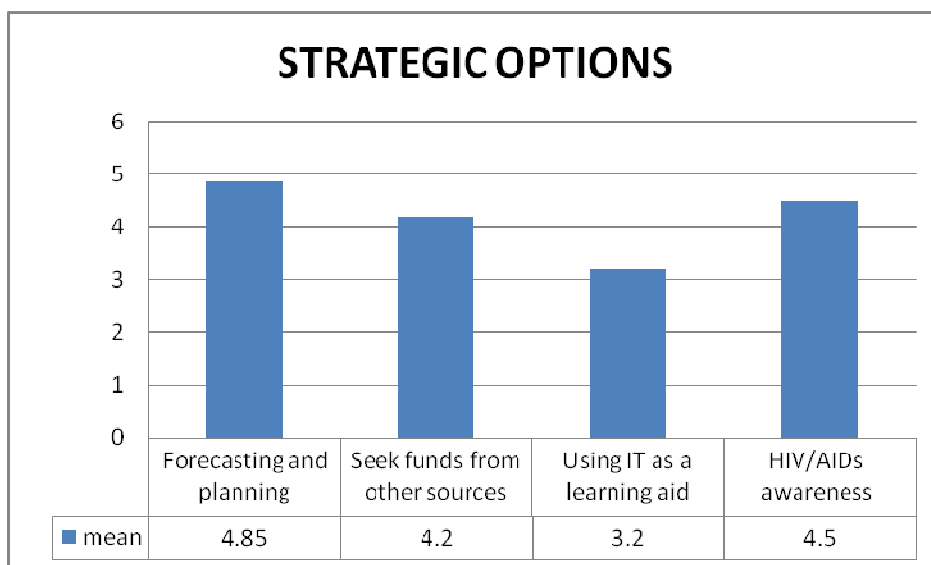 STRATEGIC OPTIONS
6
5
4
3
2
1
0
Forecasting and planning
Seek funds from other sources
Using IT as a learning aid
HIV/AIDs awareness
mean 4.85 4.2 3.2 4.5